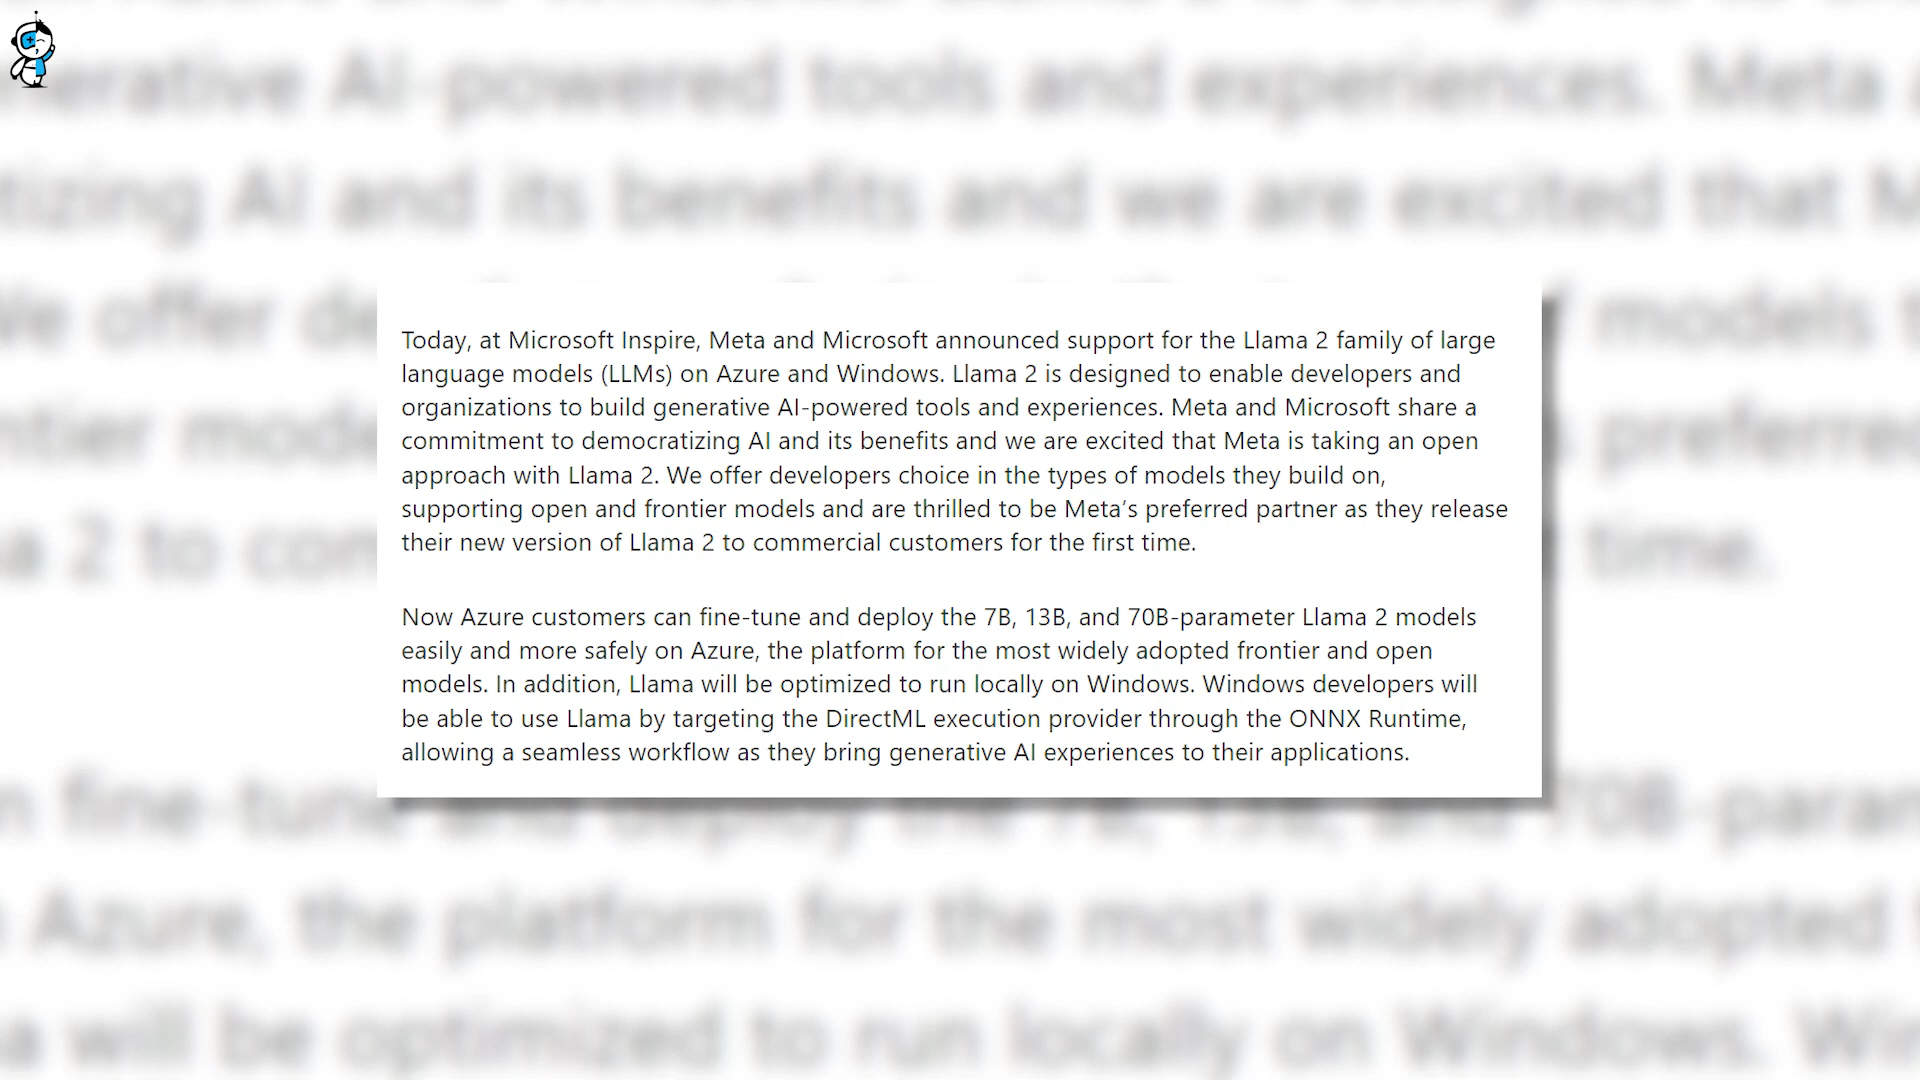 Today, at Microsoft Inspire, Meta and Microsoft announced support for the Llama 2 family of large
language models (LLMs) on Azure and Windows. Llama 2 is designed to enable developers and
organizations to build generative AI-powered tools and experiences. Meta and Microsoft share a
commitment to democratizing AI and its benefits and we are excited that Meta is taking an open
approach with Llama 2. We offer developers choice in the types of models they build on,
supporting open and frontier models and are thrilled to be Meta’s preferred partner as they release
their new version of Llama 2 to commercial customers for the first time.
Now Azure customers can fine-tune and deploy the 7B, 13B, and 70B-parameter Llama 2 models
easily and more safely on Azure, the platform for the most widely adopted frontier and open
models. In addition, Llama will be optimized to run locally on Windows. Windows developers will
be able to use Llama by targeting the DirectML execution provider through the ONNX Runtime,
allowing a seamless workflow as they bring generative AI experiences to their applications.